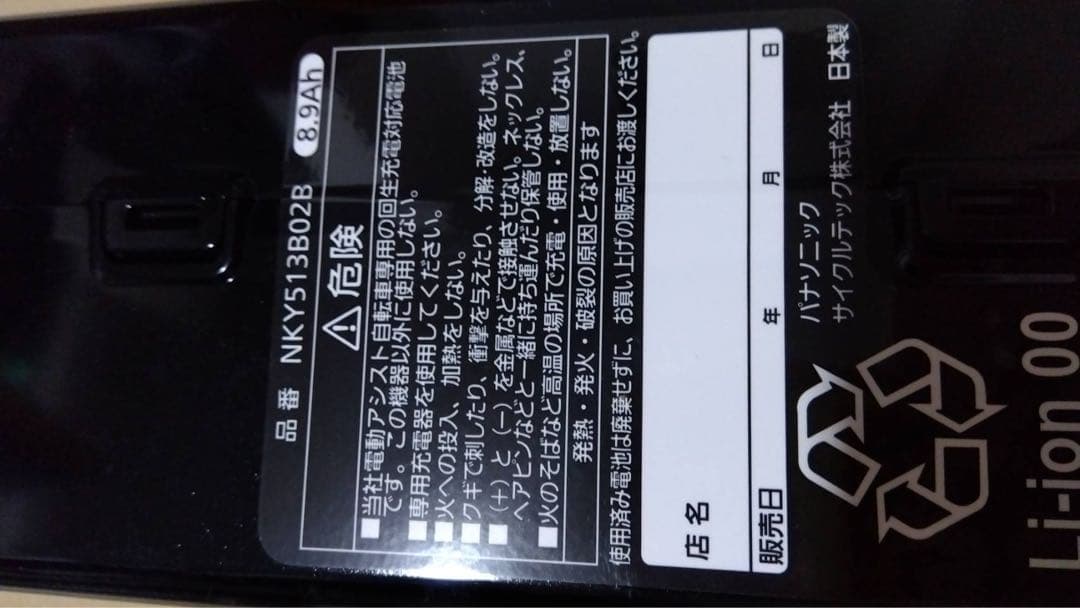 品番 NKY513B02B 8.9Ah
危険
■当社電動アシスト自転車専用の回生充電対応電池
です。この機器以外に使用しない。
■専用充電器を使用してください。
■火への投入、加熱をしない。
■クギで刺したり、衝撃を与えたり、分解・改造をしない。
■(+)と(−)を金属などで接触させない。ネックレス、
ヘアピンなどと一緒に持ち運んだり保管しない。
■火のそばなど高温の場所で充電・使用・放置しない。
発熱・発火・破裂の原因となります
使用済み電池は廃棄せずに、お買い上げの販売店にお渡しください。
店名
販売日 年 月 日
パナソニック
サイクルテック株式会社 日本製
Li-ion 00